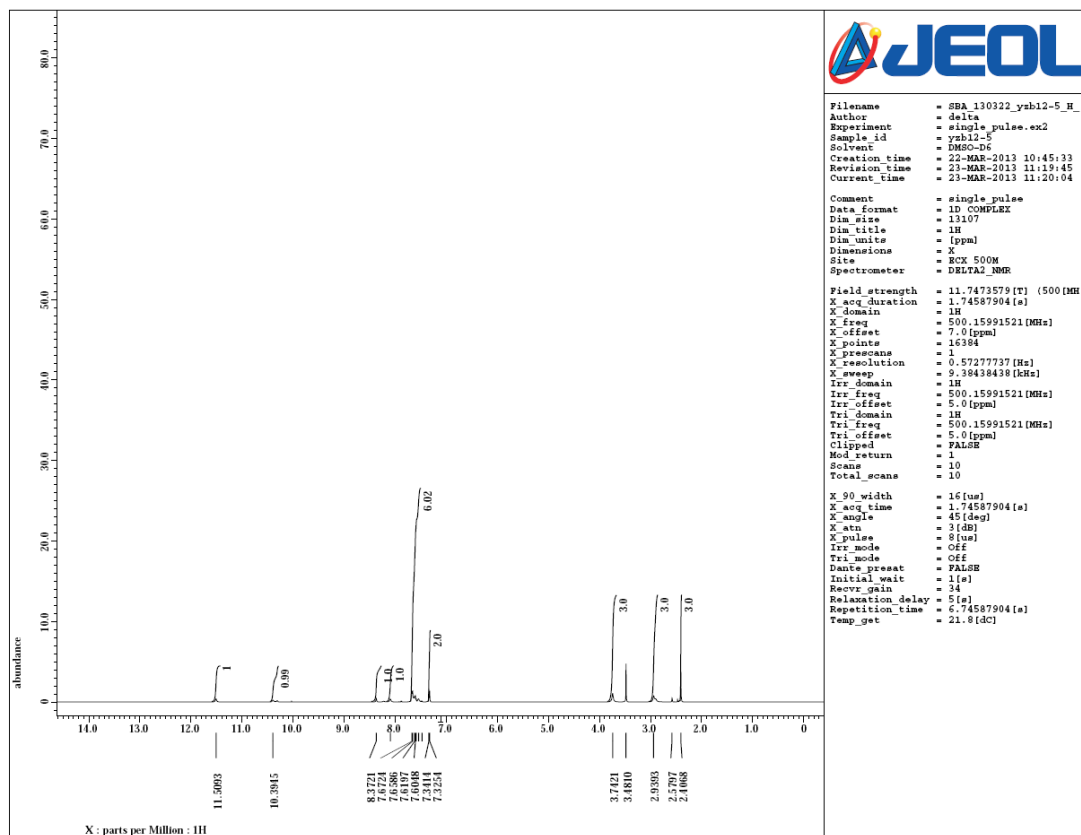 JEOL
Filename = SBA_130322_yzb12-5_H_
Author = delta
Experiment = single_pulse.ex2
Sample_id = yzb12-5
Solvent = DMSO-D6
Creation_time = 22-MAR-2013 10:45:33
Revision_time = 23-MAR-2013 11:19:45
Current_time = 23-MAR-2013 11:20:04
Comment = single_pulse
Data_format = 1D COMPLEX
Dim_size = 13107
Dim_title = 1H
Dim_units = [ppm]
Dimensions = X
Site = ECX 500M
Spectrometer = DELTA2_NMR
Field_strength = 11.7473579[T] (500[MH
X_acq_duration = 1.74587904[s]
X_domain = 1H
X_freq = 500.15991521[MHz]
X_offset = 7.0[ppm]
X_points = 16384
X_prescans = 1
X_resolution = 0.57277737[Hz]
X_sweep = 9.38438438[kHz]
Irr_domain = 1H
Irr_freq = 500.15991521[MHz]
Irr_offset = 5.0[ppm]
Tri_domain = 1H
Tri_freq = 500.15991521[MHz]
Tri_offset = 5.0[ppm]
Clipped = FALSE
Mod_return = 1
Scans = 10
Total_scans = 10
X_90_width = 16[us]
X_acq_time = 1.74587904[s]
X_angle = 45[deg]
X_atn = 3[dB]
X_pulse = 8[us]
Irr_mode = Off
Tri_mode = Off
Dante_presat = FALSE
Initial_wait = 1[s]
Recvr_gain = 34
Relaxation_delay = 5[s]
Repetition_time = 6.74587904[s]
Temp_get = 21.8[dC]
abundance
80.0
70.0
60.0
50.0
40.0
30.0
20.0
10.0
0
1
0.99
1.0
1.0
6.02
2.0
3.0
3.0
3.0
14.0 13.0 12.0 11.0 10.0 9.0 8.0 7.0 6.0 5.0 4.0 3.0 2.0 1.0 0
11.5093
10.3945
8.3721
7.6724
7.6586
7.6197
7.6048
7.3414
7.3254
3.7421
3.4810
2.9393
2.5797
2.4068
X : parts per Million : 1H